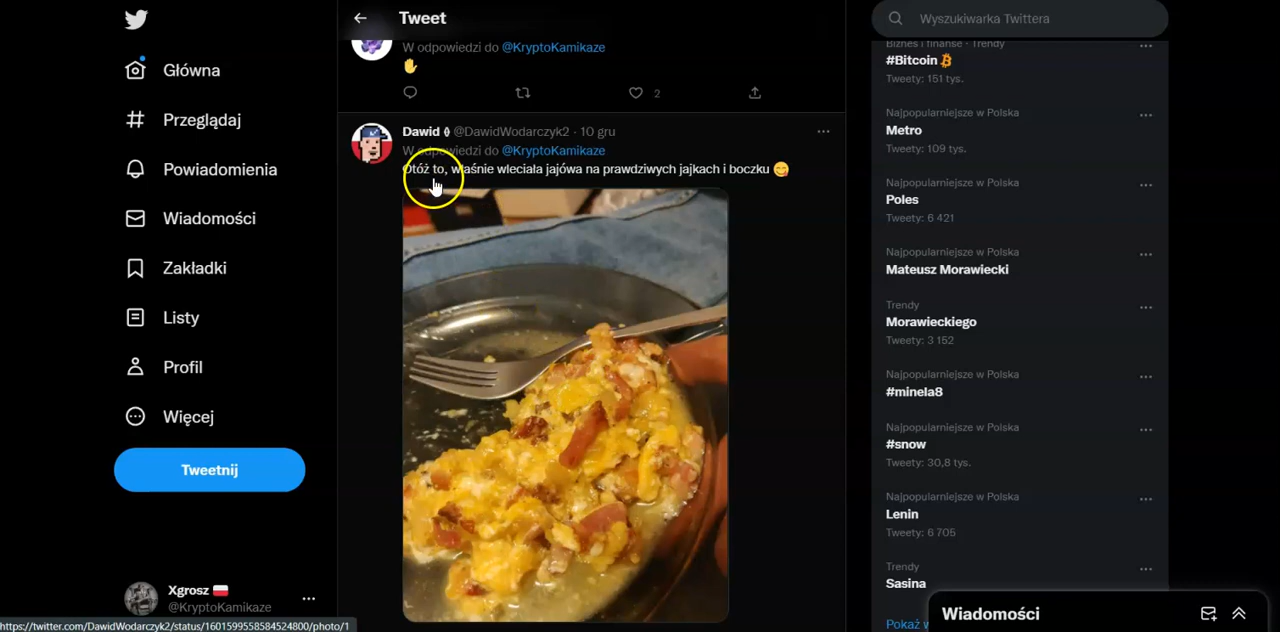 Główna
Przeglądaj
Powiadomienia
Wiadomości
Zakładki
Listy
Profil
Więcej
Tweetnij
Xgrosz
@KryptoKamikaze
https://twitter.com/DawidWodarczyk2/status/1601599558584524800/photo/1
Tweet
W odpowiedzi do @KryptoKamikaze
2
Dawid @DawidWodarczyk2 · 10 gru
W odpowiedzi do @KryptoKamikaze
Otóż to, właśnie wleciała jajówa na prawdziwych jajkach i boczku
Wyszukiwarka Twittera
Biznes i finanse · Trendy
#Bitcoin
Tweety: 151 tys.
Najpopularniejsze w Polska
Metro
Tweety: 109 tys.
Najpopularniejsze w Polska
Poles
Tweety: 6 421
Najpopularniejsze w Polska
Mateusz Morawiecki
Trendy
Morawieckiego
Tweety: 3 152
Najpopularniejsze w Polska
#minela8
Najpopularniejsze w Polska
#snow
Tweety: 30,8 tys.
Najpopularniejsze w Polska
Lenin
Tweety: 6 705
Trendy
Sasina
Pokaż
Wiadomości